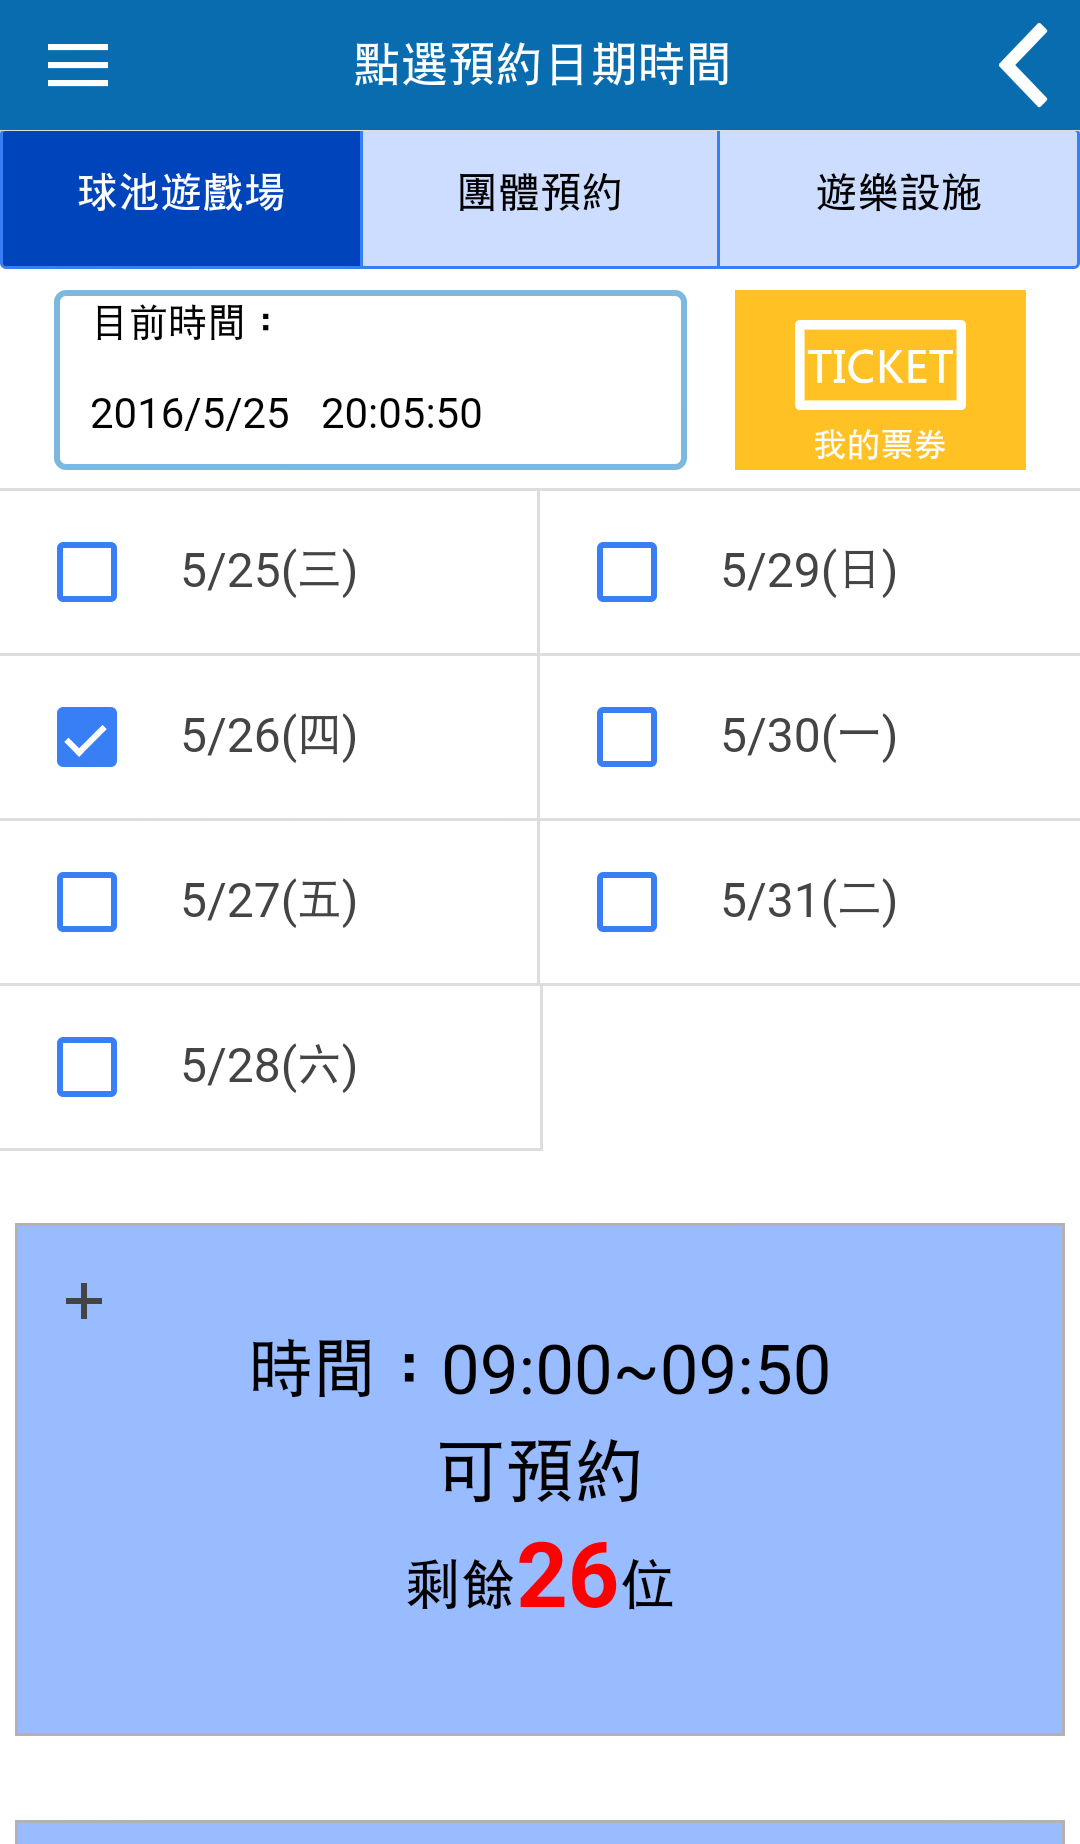 點選預約日期時間
球池遊戲場 團體預約 遊樂設施
目前時間：
2016/5/25 20:05:50
TICKET
我的票券
5/25(三) 5/29(日)
5/26(四) 5/30(一)
5/27(五) 5/31(二)
5/28(六)
時間：09:00~09:50
可預約
剩餘26位